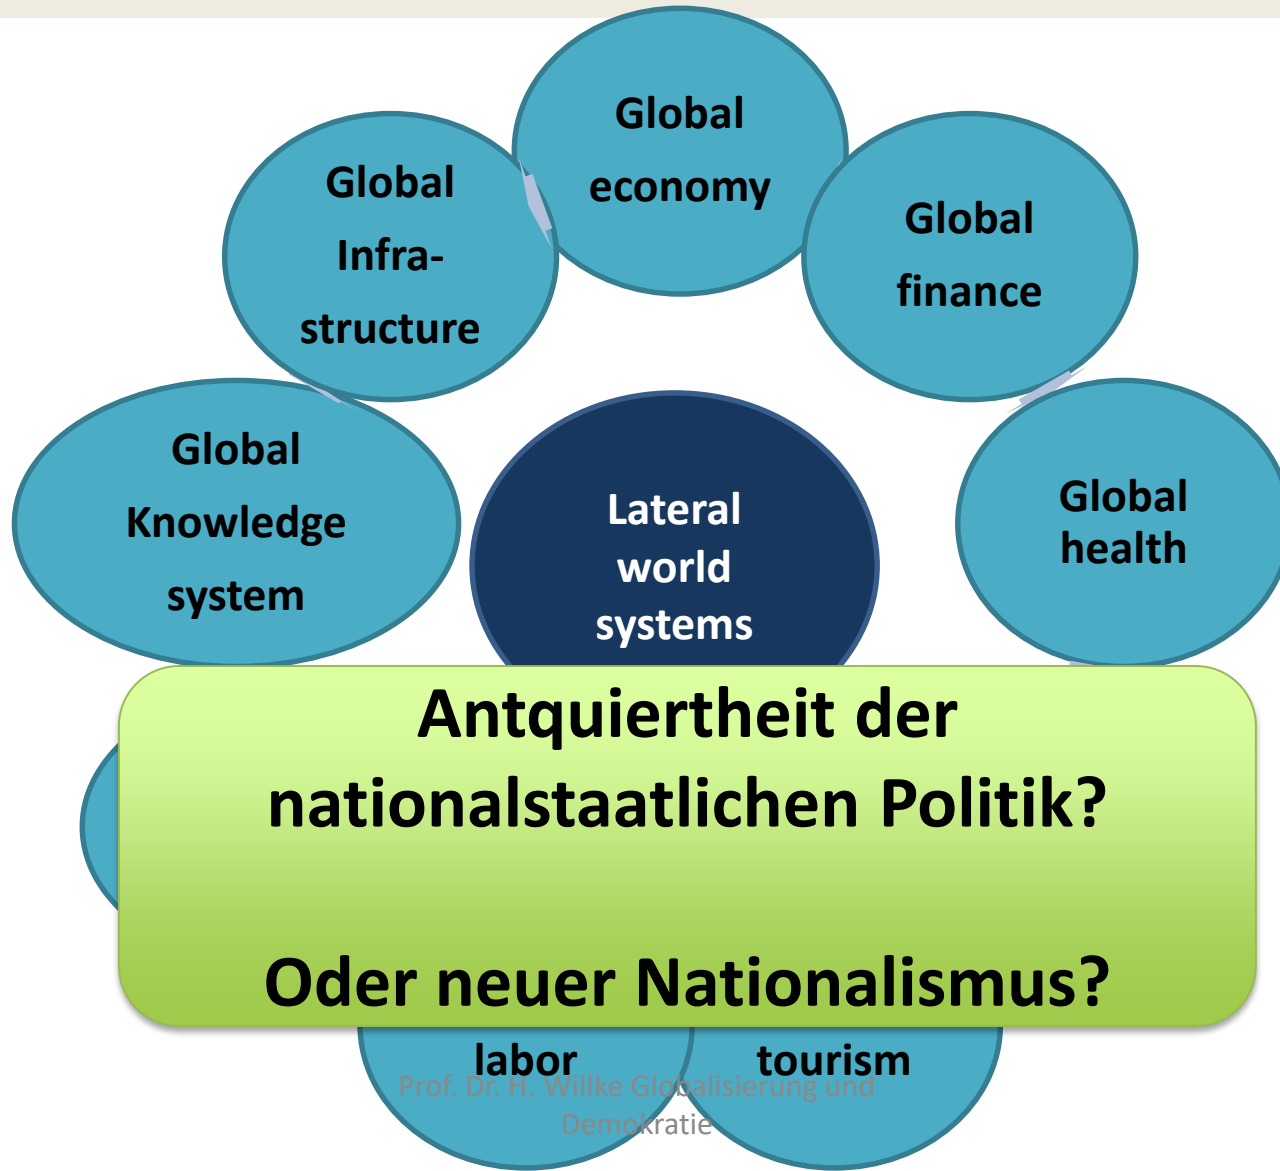 Global
economy
Global
Infra-
structure
Global
finance
Global
Knowledge
system
Lateral
world
systems
Global
health
Antquiertheit der
nationalstaatlichen Politik?
Oder neuer Nationalismus?
labor
tourism
Prof. Dr. H. Willke Globalisierung und
Demokratie